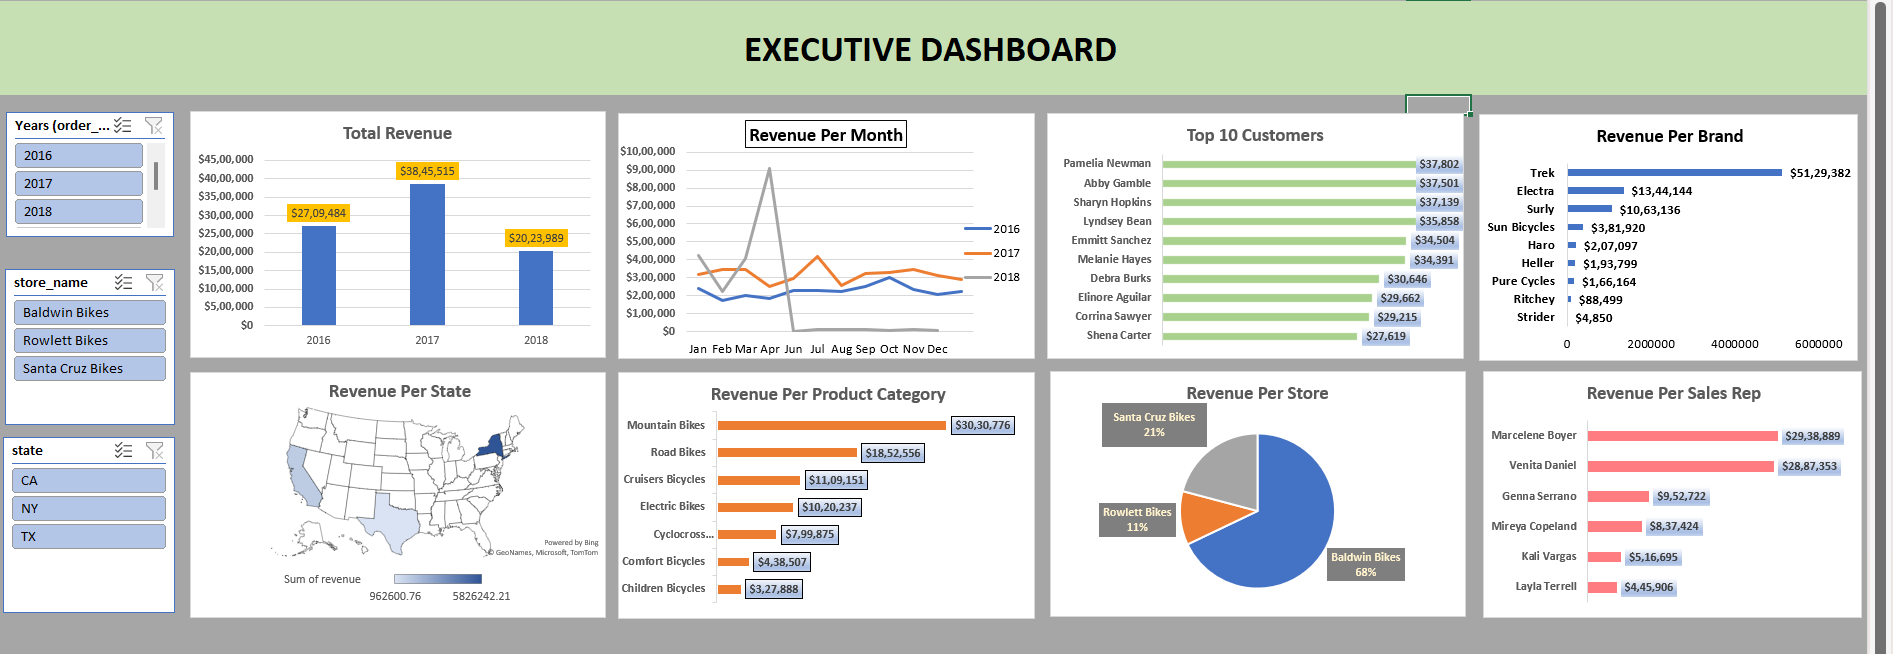 EXECUTIVE DASHBOARD
Years (order_...
2016
2017
2018
store_name
Baldwin Bikes
Rowlett Bikes
Santa Cruz Bikes
state
CA
NY
TX
Total Revenue
$45,00,000
$40,00,000
$35,00,000
$30,00,000
$25,00,000
$20,00,000
$15,00,000
$10,00,000
$5,00,000
$0
$27,09,484
$38,45,515
$20,23,989
2016 2017 2018
Revenue Per Month
$10,00,000
$9,00,000
$8,00,000
$7,00,000
$6,00,000
$5,00,000
$4,00,000
$3,00,000
$2,00,000
$1,00,000
$0
Jan Feb Mar Apr Jun Jul Aug Sep Oct Nov Dec
2016
2017
2018
Top 10 Customers
Pamelia Newman $37,802
Abby Gamble $37,501
Sharyn Hopkins $37,139
Lyndsey Bean $35,858
Emmitt Sanchez $34,504
Melanie Hayes $34,391
Debra Burks $30,646
Elinore Aguilar $29,662
Corrina Sawyer $29,215
Shena Carter $27,619
Revenue Per Brand
Trek $51,29,382
Electra $13,44,144
Surly $10,63,136
Sun Bicycles $3,81,920
Haro $2,07,097
Heller $1,93,799
Pure Cycles $1,66,164
Ritchey $88,499
Strider $4,850
0 2000000 4000000 6000000
Revenue Per State
Powered by Bing
© GeoNames, Microsoft, TomTom
Sum of revenue
962600.76 5826242.21
Revenue Per Product Category
Mountain Bikes $30,30,776
Road Bikes $18,52,556
Cruisers Bicycles $11,09,151
Electric Bikes $10,20,237
Cyclocross... $7,99,875
Comfort Bicycles $4,38,507
Children Bicycles $3,27,888
Revenue Per Store
Santa Cruz Bikes
21%
Rowlett Bikes
11%
Baldwin Bikes
68%
Revenue Per Sales Rep
Marcelene Boyer $29,38,889
Venita Daniel $28,87,353
Genna Serrano $9,52,722
Mireya Copeland $8,37,424
Kali Vargas $5,16,695
Layla Terrell $4,45,906